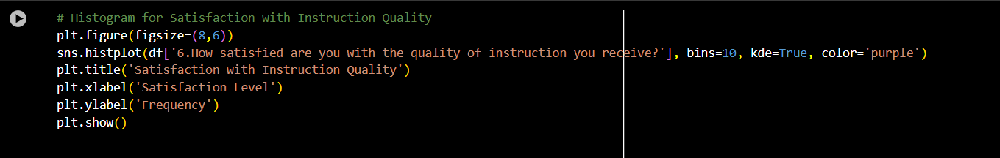 # Histogram for Satisfaction with Instruction Quality
plt.figure(figsize=(8,6))
sns.histplot(df['6.How satisfied are you with the quality of instruction you receive?'], bins=10, kde=True, color='purple')
plt.title('Satisfaction with Instruction Quality')
plt.xlabel('Satisfaction Level')
plt.ylabel('Frequency')
plt.show()